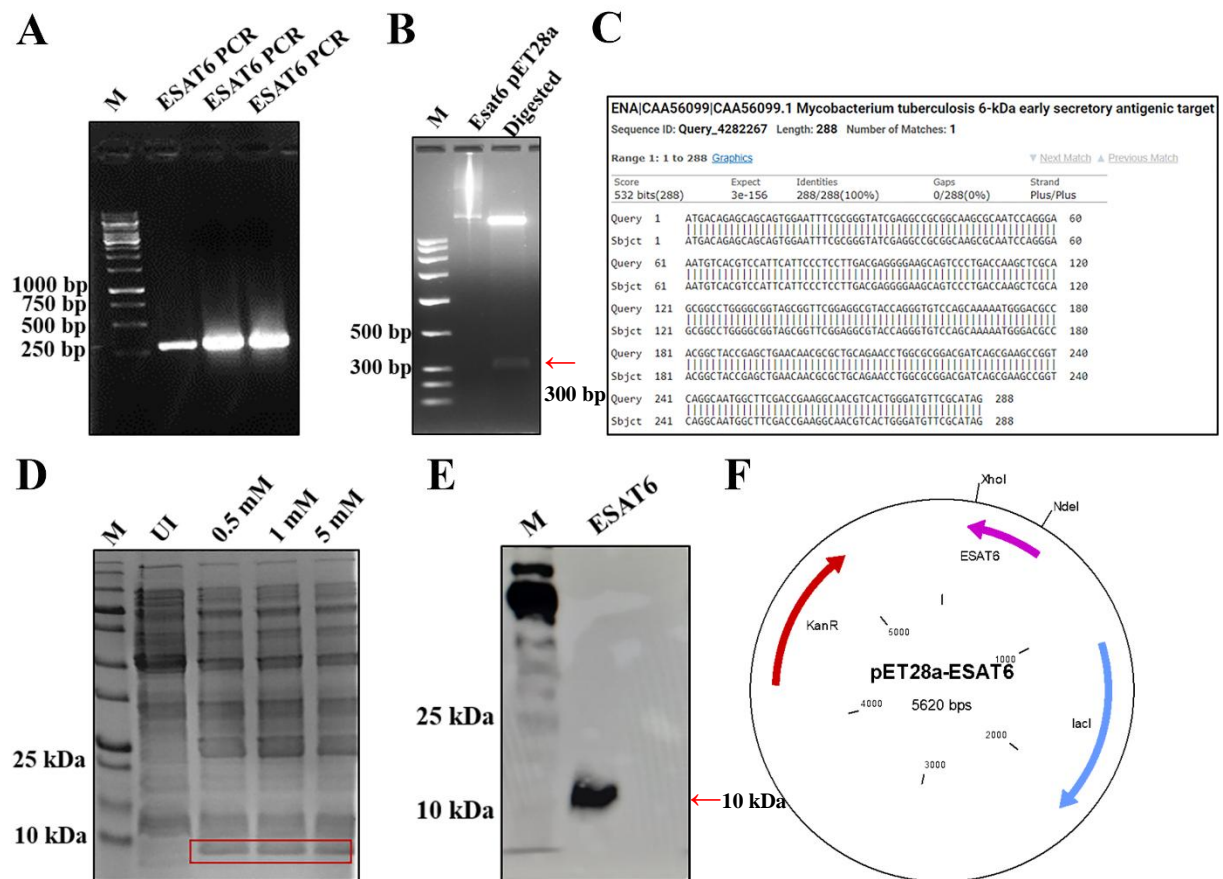 A
M
ESAT6 PCR
ESAT6 PCR
ESAT6 PCR
1000 bp
750 bp
500 bp
250 bp
B
M
Esat6 pET28a
Digested
500 bp
300 bp
300 bp
C
ENA|CAA56099|CAA56099.1 Mycobacterium tuberculosis 6-kDa early secretory antigenic target
Sequence ID: Query_4282267 Length: 288 Number of Matches: 1
Range 1: 1 to 288 Graphics ▼ Next Match ▲ Previous Match
Score Expect Identities Gaps Strand
532 bits(288) 3e-156 288/288(100%) 0/288(0%) Plus/Plus
Query 1 ATGACAGAGCAGCAGTGGAATTTCGCGGGTATCGAGGCCGCGGCAAGCGCAATCCAGGGA 60
Sbjct 1 ATGACAGAGCAGCAGTGGAATTTCGCGGGTATCGAGGCCGCGGCAAGCGCAATCCAGGGA 60
Query 61 AATGTCACGTCCATTCATTCCCTCCTTGACGAGGGGAAGCAGTCCCTGACCAAGCTCGCA 120
Sbjct 61 AATGTCACGTCCATTCATTCCCTCCTTGACGAGGGGAAGCAGTCCCTGACCAAGCTCGCA 120
Query 121 GCGGCCTGGGGCGGTAGCGGTTCGGAGGCGTACCAGGGTGTCCAGCAAAAATGGGACGCC 180
Sbjct 121 GCGGCCTGGGGCGGTAGCGGTTCGGAGGCGTACCAGGGTGTCCAGCAAAAATGGGACGCC 180
Query 181 ACGGCTACCGAGCTGAACAACGCGCTGCAGAACCTGGCGCGGACGATCAGCGAAGCCGGT 240
Sbjct 181 ACGGCTACCGAGCTGAACAACGCGCTGCAGAACCTGGCGCGGACGATCAGCGAAGCCGGT 240
Query 241 CAGGCAATGGCTTCGACCGAAGGCAACGTCACTGGGATGTTCGCATAG 288
Sbjct 241 CAGGCAATGGCTTCGACCGAAGGCAACGTCACTGGGATGTTCGCATAG 288
D
M
UI
0.5 mM
1 mM
5 mM
25 kDa
10 kDa
E
M
ESAT6
25 kDa
10 kDa
10 kDa
F
XhoI
NdeI
ESAT6
KanR
lacI
5000
1000
4000
2000
3000
pET28a-ESAT6
5620 bps